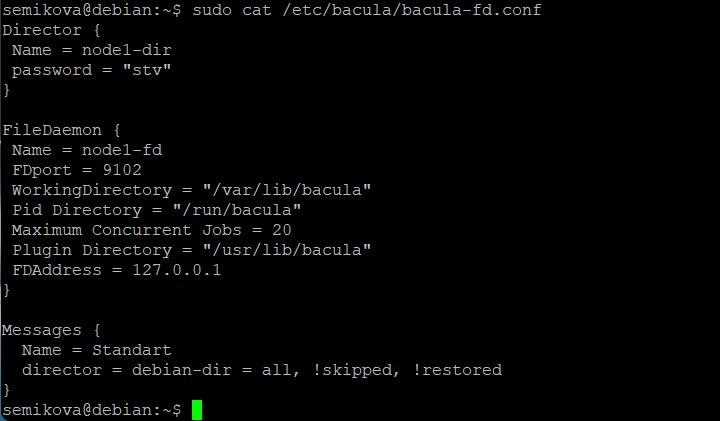 semikova@debian:~$ sudo cat /etc/bacula/bacula-fd.conf
Director {
 Name = node1-dir
 password = "stv"
}

FileDaemon {
 Name = node1-fd
 FDport = 9102
 WorkingDirectory = "/var/lib/bacula"
 Pid Directory = "/run/bacula"
 Maximum Concurrent Jobs = 20
 Plugin Directory = "/usr/lib/bacula"
 FDAddress = 127.0.0.1
}

Messages {
  Name = Standart
  director = debian-dir = all, !skipped, !restored
}
semikova@debian:~$